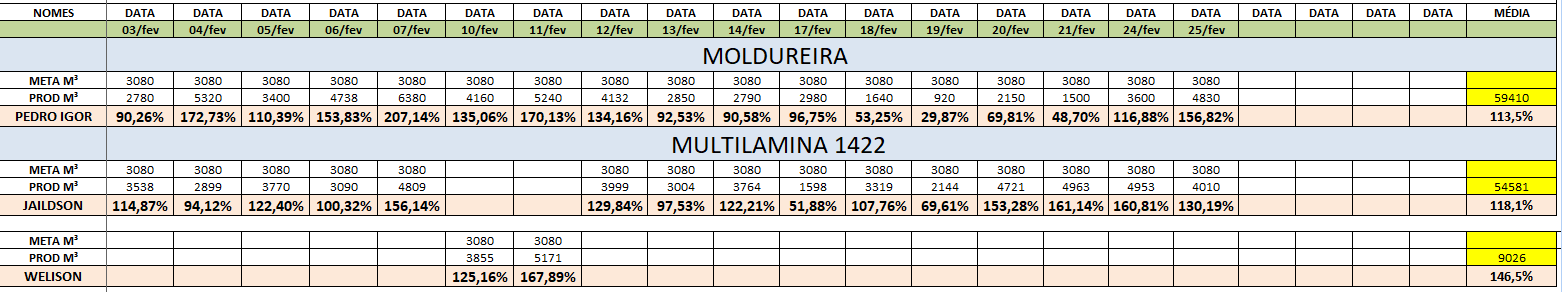 NOMES DATA DATA DATA DATA DATA DATA DATA DATA DATA DATA DATA DATA DATA DATA DATA DATA DATA DATA DATA DATA DATA MÉDIA
03/fev 04/fev 05/fev 06/fev 07/fev 10/fev 11/fev 12/fev 13/fev 14/fev 17/fev 18/fev 19/fev 20/fev 21/fev 24/fev 25/fev
MOLDUREIRA
META M³ 3080 3080 3080 3080 3080 3080 3080 3080 3080 3080 3080 3080 3080 3080 3080 3080 3080
PROD M³ 2780 5320 3400 4738 6380 4160 5240 4132 2850 2790 2980 1640 920 2150 1500 3600 4830 59410
PEDRO IGOR 90,26% 172,73% 110,39% 153,83% 207,14% 135,06% 170,13% 134,16% 92,53% 90,58% 96,75% 53,25% 29,87% 69,81% 48,70% 116,88% 156,82% 113,5%
MULTILAMINA 1422
META M³ 3080 3080 3080 3080 3080 3080 3080 3080 3080 3080 3080 3080 3080 3080 3080
PROD M³ 3538 2899 3770 3090 4809 3999 3004 3764 1598 3319 2144 4721 4963 4953 4010 54581
JAILDSON 114,87% 94,12% 122,40% 100,32% 156,14% 129,84% 97,53% 122,21% 51,88% 107,76% 69,61% 153,28% 161,14% 160,81% 130,19% 118,1%
META M³ 3080 3080
PROD M³ 3855 5171 9026
WELISON 125,16% 167,89% 146,5%